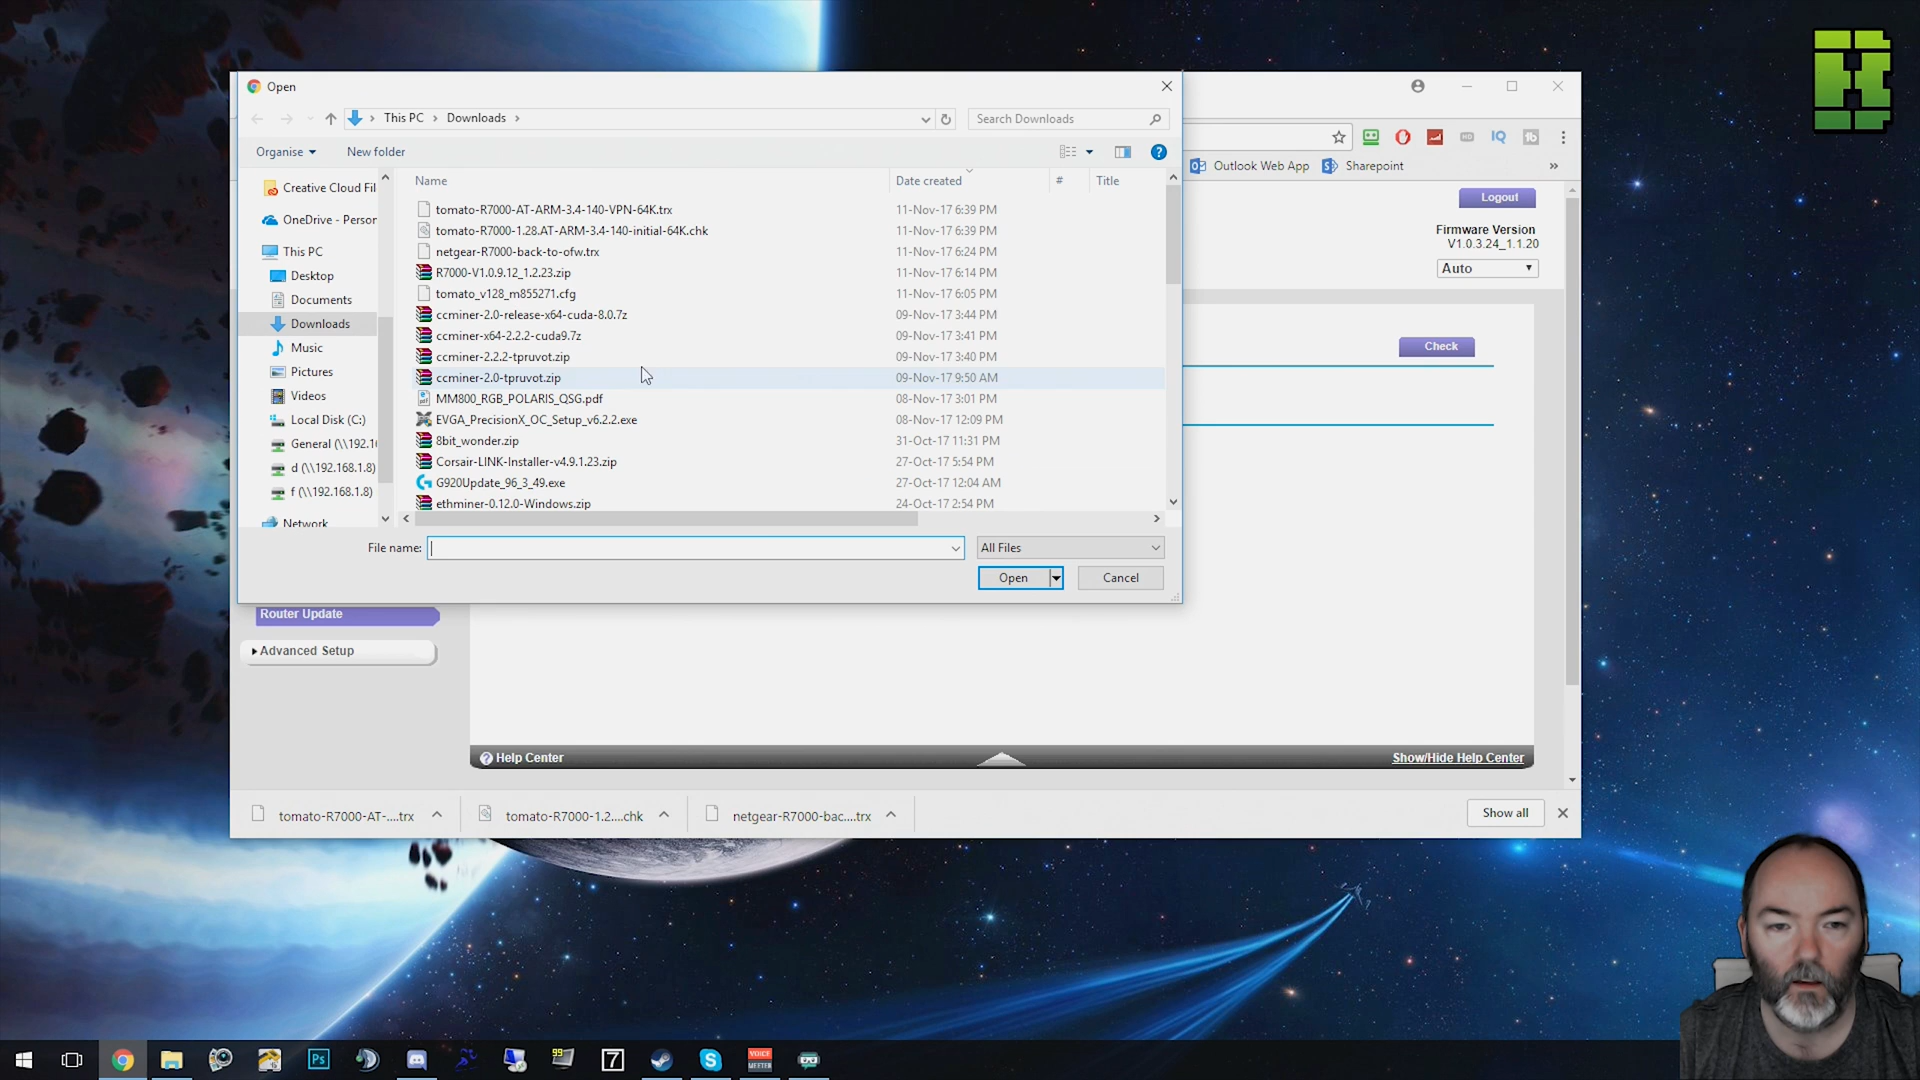 Open
This PC
Downloads
Search Downloads
Organise
New folder
Outlook Web App
Sharepoint
Name
Date created
#
Title
Creative Cloud Fil
OneDrive - Person
This PC
Desktop
Documents
Downloads
Music
Pictures
Videos
Local Disk (C:)
General (\\192.1
d (\\192.168.1.8)
f (\\192.168.1.8)
Network
tomato-R7000-AT-ARM-3.4-140-VPN-64K.trx 11-Nov-17 6:39 PM
tomato-R7000-1.28.AT-ARM-3.4-140-initial-64K.chk 11-Nov-17 6:39 PM
netgear-R7000-back-to-ofw.trx 11-Nov-17 6:24 PM
R7000-V1.0.9.12_1.2.23.zip 11-Nov-17 6:14 PM
tomato_v128_m855271.cfg 11-Nov-17 6:05 PM
ccminer-2.0-release-x64-cuda-8.0.7z 09-Nov-17 3:44 PM
ccminer-x64-2.2.2-cuda9.7z 09-Nov-17 3:41 PM
ccminer-2.2.2-tpruvot.zip 09-Nov-17 3:40 PM
ccminer-2.0-tpruvot.zip 09-Nov-17 9:50 AM
MM800_RGB_POLARIS_QSG.pdf 08-Nov-17 3:01 PM
EVGA_PrecisionX_OC_Setup_v6.2.2.exe 08-Nov-17 12:09 PM
8bit_wonder.zip 31-Oct-17 11:31 PM
Corsair-LINK-Installer-v4.9.1.23.zip 27-Oct-17 5:54 PM
G920Update_96_3_49.exe 27-Oct-17 12:04 AM
ethminer-0.12.0-Windows.zip 24-Oct-17 2:54 PM
File name:
All Files
Open
Cancel
Logout
Firmware Version
V1.0.3.24_1.1.20
Auto
Check
Router Update
Advanced Setup
Help Center
Show/Hide Help Center
tomato-R7000-AT-....trx
tomato-R7000-1.2....chk
netgear-R7000-bac....trx
Show all
Ps
99
7
VOICE
MEETER